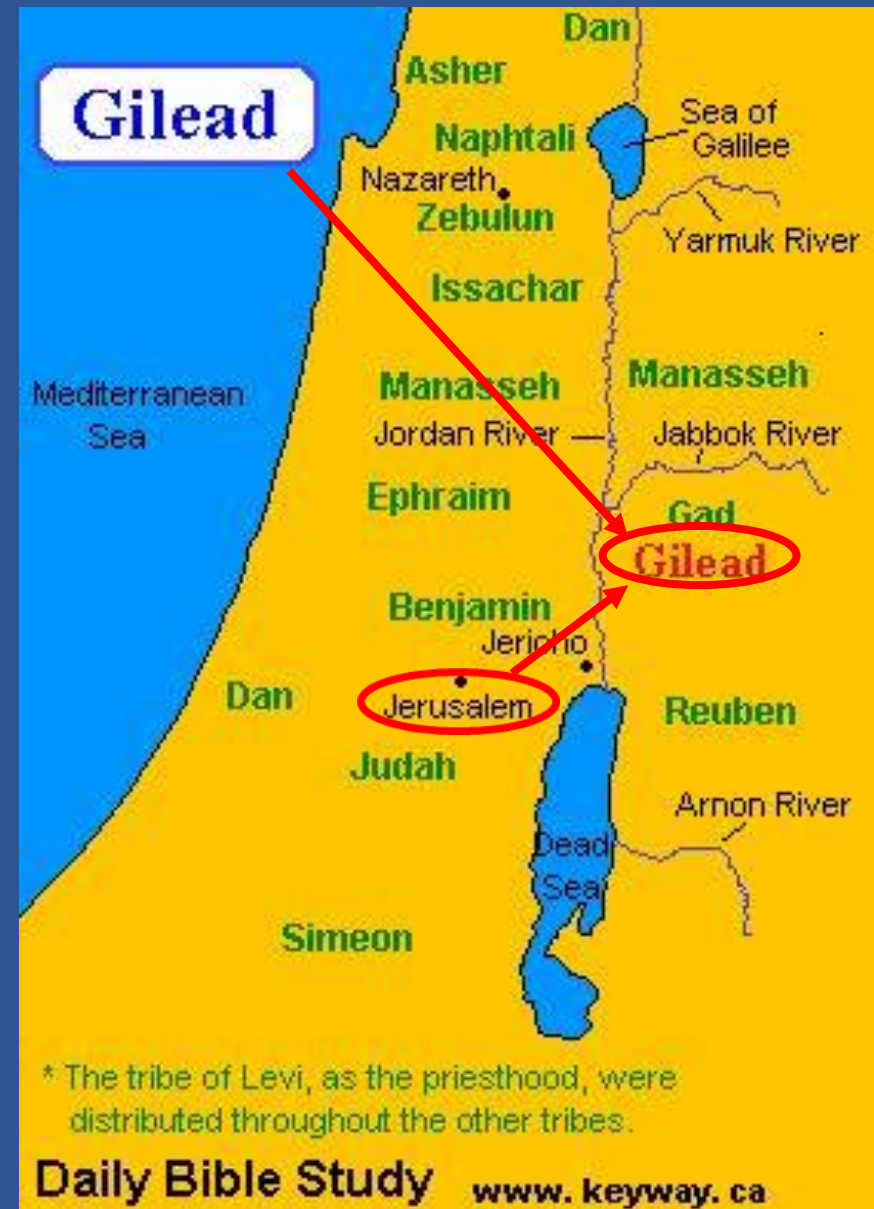 Dan
Asher
Gilead
Sea of
Galilee
Naphtali
Nazareth
Zebulun
Yarmuk River
Issachar
Manasseh
Manasseh
Mediterranean
Sea
Jordan River
Jabbok River
Ephraim
Gad
Gilead
Benjamin
Jericho
Dan
Jerusalem
Reuben
Judah
Arnon River
Dead
Sea
Simeon
* The tribe of Levi, as the priesthood, were
distributed throughout the other tribes.
Daily Bible Study www. keyway. ca